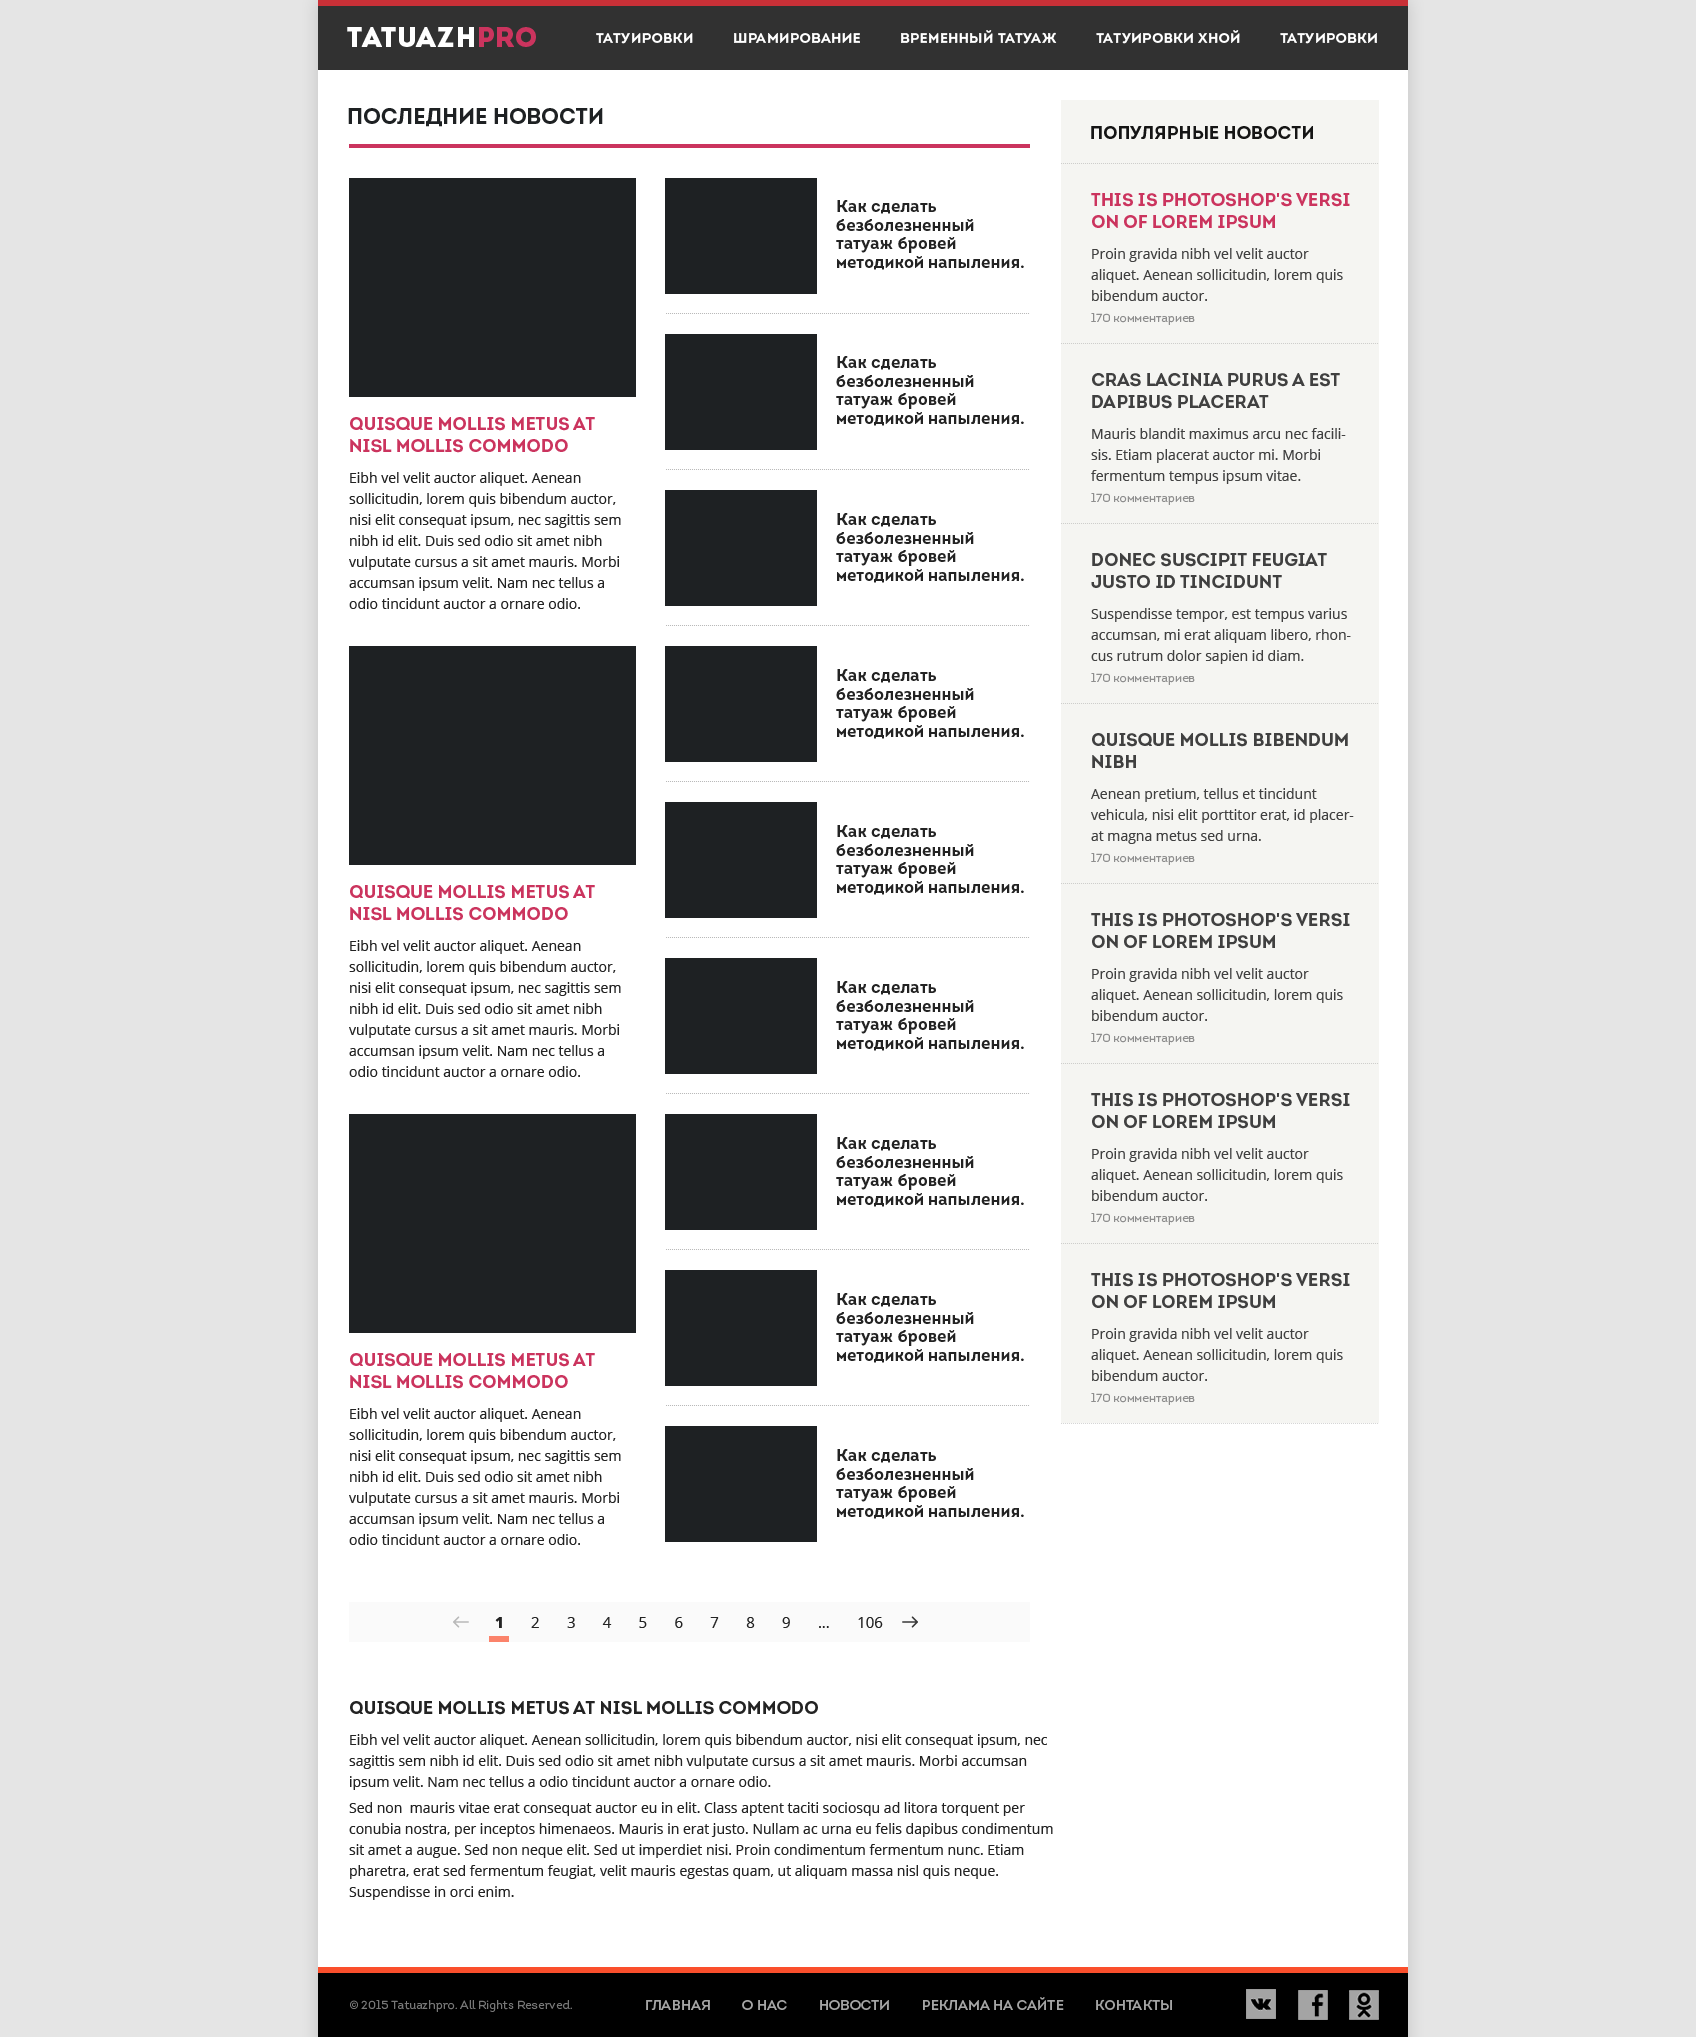 TATUAZHPRO
ТАТУИРОВКИ
ШРАМИРОВАНИЕ
ВРЕМЕННЫЙ ТАТУАЖ
ТАТУИРОВКИ ХНОЙ
ТАТУИРОВКИ
ПОСЛЕДНИЕ НОВОСТИ
QUISQUE MOLLIS METUS AT
NISL MOLLIS COMMODO
Eibh vel velit auctor aliquet. Aenean
sollicitudin, lorem quis bibendum auctor,
nisi elit consequat ipsum, nec sagittis sem
nibh id elit. Duis sed odio sit amet nibh
vulputate cursus a sit amet mauris. Morbi
accumsan ipsum velit. Nam nec tellus a
odio tincidunt auctor a ornare odio.
QUISQUE MOLLIS METUS AT
NISL MOLLIS COMMODO
Eibh vel velit auctor aliquet. Aenean
sollicitudin, lorem quis bibendum auctor,
nisi elit consequat ipsum, nec sagittis sem
nibh id elit. Duis sed odio sit amet nibh
vulputate cursus a sit amet mauris. Morbi
accumsan ipsum velit. Nam nec tellus a
odio tincidunt auctor a ornare odio.
QUISQUE MOLLIS METUS AT
NISL MOLLIS COMMODO
Eibh vel velit auctor aliquet. Aenean
sollicitudin, lorem quis bibendum auctor,
nisi elit consequat ipsum, nec sagittis sem
nibh id elit. Duis sed odio sit amet nibh
vulputate cursus a sit amet mauris. Morbi
accumsan ipsum velit. Nam nec tellus a
odio tincidunt auctor a ornare odio.
Как сделать
безболезненный
татуаж бровей
методикой напыления.
Как сделать
безболезненный
татуаж бровей
методикой напыления.
Как сделать
безболезненный
татуаж бровей
методикой напыления.
Как сделать
безболезненный
татуаж бровей
методикой напыления.
Как сделать
безболезненный
татуаж бровей
методикой напыления.
Как сделать
безболезненный
татуаж бровей
методикой напыления.
Как сделать
безболезненный
татуаж бровей
методикой напыления.
Как сделать
безболезненный
татуаж бровей
методикой напыления.
Как сделать
безболезненный
татуаж бровей
методикой напыления.
ПОПУЛЯРНЫЕ НОВОСТИ
THIS IS PHOTOSHOP'S VERSI
ON OF LOREM IPSUM
Proin gravida nibh vel velit auctor
aliquet. Aenean sollicitudin, lorem quis
bibendum auctor.
170 комментариев
CRAS LACINIA PURUS A EST
DAPIBUS PLACERAT
Mauris blandit maximus arcu nec facili-
sis. Etiam placerat auctor mi. Morbi
fermentum tempus ipsum vitae.
170 комментариев
DONEC SUSCIPIT FEUGIAT
JUSTO ID TINCIDUNT
Suspendisse tempor, est tempus varius
accumsan, mi erat aliquam libero, rhon-
cus rutrum dolor sapien id diam.
170 комментариев
QUISQUE MOLLIS BIBENDUM
NIBH
Aenean pretium, tellus et tincidunt
vehicula, nisi elit porttitor erat, id placer-
at magna metus sed urna.
170 комментариев
THIS IS PHOTOSHOP'S VERSI
ON OF LOREM IPSUM
Proin gravida nibh vel velit auctor
aliquet. Aenean sollicitudin, lorem quis
bibendum auctor.
170 комментариев
THIS IS PHOTOSHOP'S VERSI
ON OF LOREM IPSUM
Proin gravida nibh vel velit auctor
aliquet. Aenean sollicitudin, lorem quis
bibendum auctor.
170 комментариев
THIS IS PHOTOSHOP'S VERSI
ON OF LOREM IPSUM
Proin gravida nibh vel velit auctor
aliquet. Aenean sollicitudin, lorem quis
bibendum auctor.
170 комментариев
← 1 2 3 4 5 6 7 8 9 ... 106 →
QUISQUE MOLLIS METUS AT NISL MOLLIS COMMODO
Eibh vel velit auctor aliquet. Aenean sollicitudin, lorem quis bibendum auctor, nisi elit consequat ipsum, nec
sagittis sem nibh id elit. Duis sed odio sit amet nibh vulputate cursus a sit amet mauris. Morbi accumsan
ipsum velit. Nam nec tellus a odio tincidunt auctor a ornare odio.
Sed non  mauris vitae erat consequat auctor eu in elit. Class aptent taciti sociosqu ad litora torquent per
conubia nostra, per inceptos himenaeos. Mauris in erat justo. Nullam ac urna eu felis dapibus condimentum
sit amet a augue. Sed non neque elit. Sed ut imperdiet nisi. Proin condimentum fermentum nunc. Etiam
pharetra, erat sed fermentum feugiat, velit mauris egestas quam, ut aliquam massa nisl quis neque.
Suspendisse in orci enim.
© 2015 Tatuazhpro. All Rights Reserved.
ГЛАВНАЯ
О НАС
НОВОСТИ
РЕКЛАМА НА САЙТЕ
КОНТАКТЫ